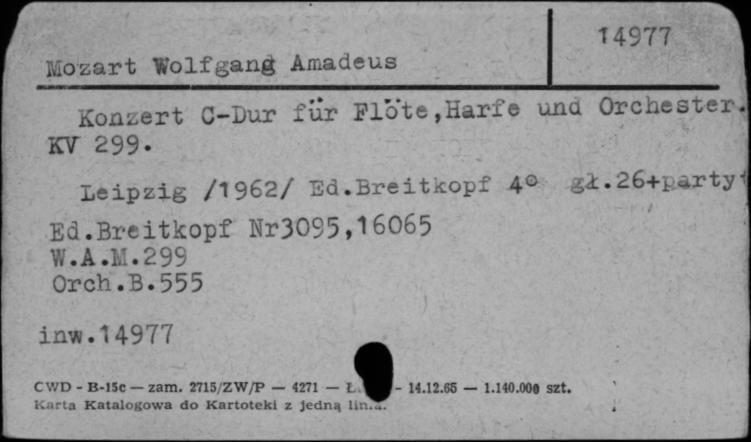 14977
Mozart Wolfgang Amadeus
Konzert C-Dur für Flöte,Harfe und Orchester.
KV 299.
Leipzig /1962/ Ed.Breitkopf 4° gł.26+party
Ed.Breitkopf Nr3095,16065
W.A.M.299
Orch.B.555
inw.14977
CWD - B-15c — zam. 2715/ZW/P — 4271 — - 14.12.65 — 1.140.000 szt.
Karta Katalogowa do Kartoteki z jedną